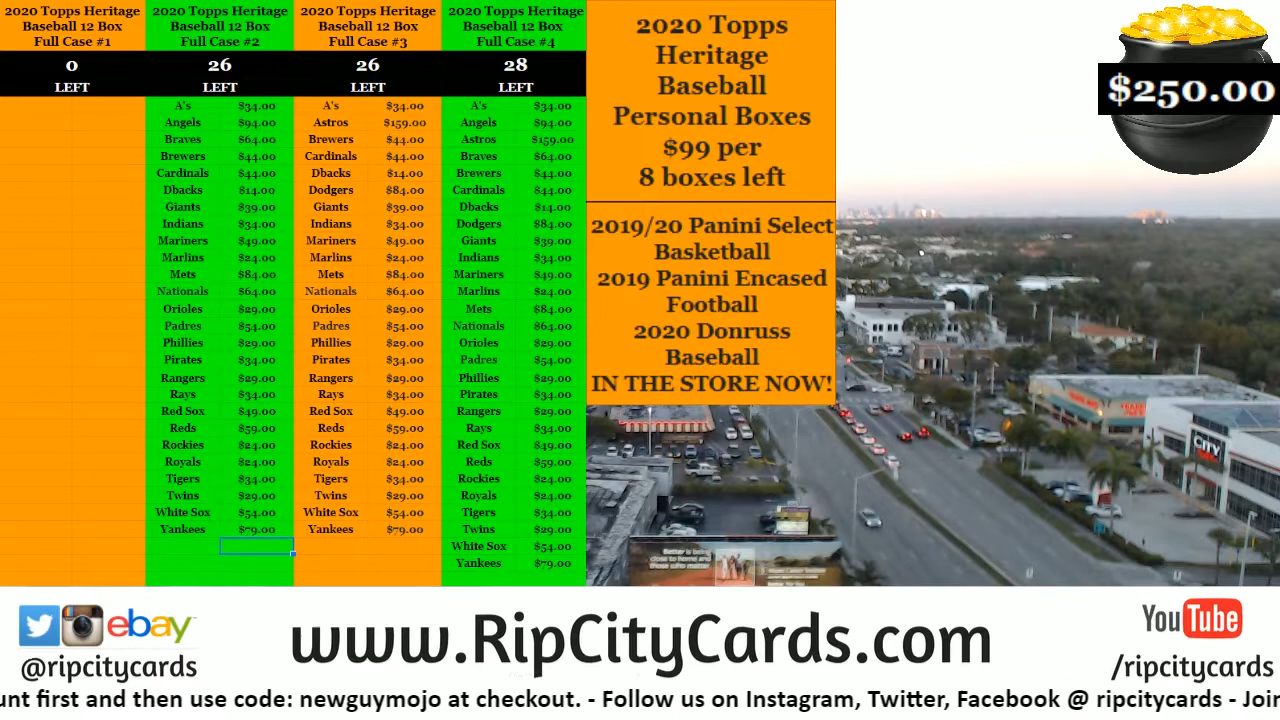 2020 Topps Heritage
Baseball 12 Box
Full Case #1
0
LEFT
2020 Topps Heritage
Baseball 12 Box
Full Case #2
26
LEFT
A's $34.00
Angels $94.00
Braves $64.00
Brewers $44.00
Cardinals $44.00
Dbacks $14.00
Giants $39.00
Indians $34.00
Mariners $49.00
Marlins $24.00
Mets $84.00
Nationals $64.00
Orioles $29.00
Padres $54.00
Phillies $29.00
Pirates $34.00
Rangers $29.00
Rays $34.00
Red Sox $49.00
Reds $59.00
Rockies $24.00
Royals $24.00
Tigers $34.00
Twins $29.00
White Sox $54.00
Yankees $79.00
2020 Topps Heritage
Baseball 12 Box
Full Case #3
26
LEFT
A's $34.00
Astros $159.00
Brewers $44.00
Cardinals $44.00
Dbacks $14.00
Dodgers $84.00
Giants $39.00
Indians $34.00
Mariners $49.00
Marlins $24.00
Mets $84.00
Nationals $64.00
Orioles $29.00
Padres $54.00
Phillies $29.00
Pirates $34.00
Rangers $29.00
Rays $34.00
Red Sox $49.00
Reds $59.00
Rockies $24.00
Royals $24.00
Tigers $34.00
Twins $29.00
White Sox $54.00
Yankees $79.00
2020 Topps Heritage
Baseball 12 Box
Full Case #4
28
LEFT
A's $34.00
Angels $94.00
Astros $159.00
Braves $64.00
Brewers $44.00
Cardinals $44.00
Dbacks $14.00
Dodgers $84.00
Giants $39.00
Indians $34.00
Mariners $49.00
Marlins $24.00
Mets $84.00
Nationals $64.00
Orioles $29.00
Padres $54.00
Phillies $29.00
Pirates $34.00
Rangers $29.00
Rays $34.00
Red Sox $49.00
Reds $59.00
Rockies $24.00
Royals $24.00
Tigers $34.00
Twins $29.00
White Sox $54.00
Yankees $79.00
2020 Topps
Heritage
Baseball
Personal Boxes
$99 per
8 boxes left
2019/20 Panini Select
Basketball
2019 Panini Encased
Football
2020 Donruss
Baseball
IN THE STORE NOW!
$250.00
CITY
Better is being
close to home and
those who matter
ebay
@ripcitycards
www.RipCityCards.com
YouTube
/ripcitycards
unt first and then use code: newguymojo at checkout. - Follow us on Instagram, Twitter, Facebook @ ripcitycards - Join